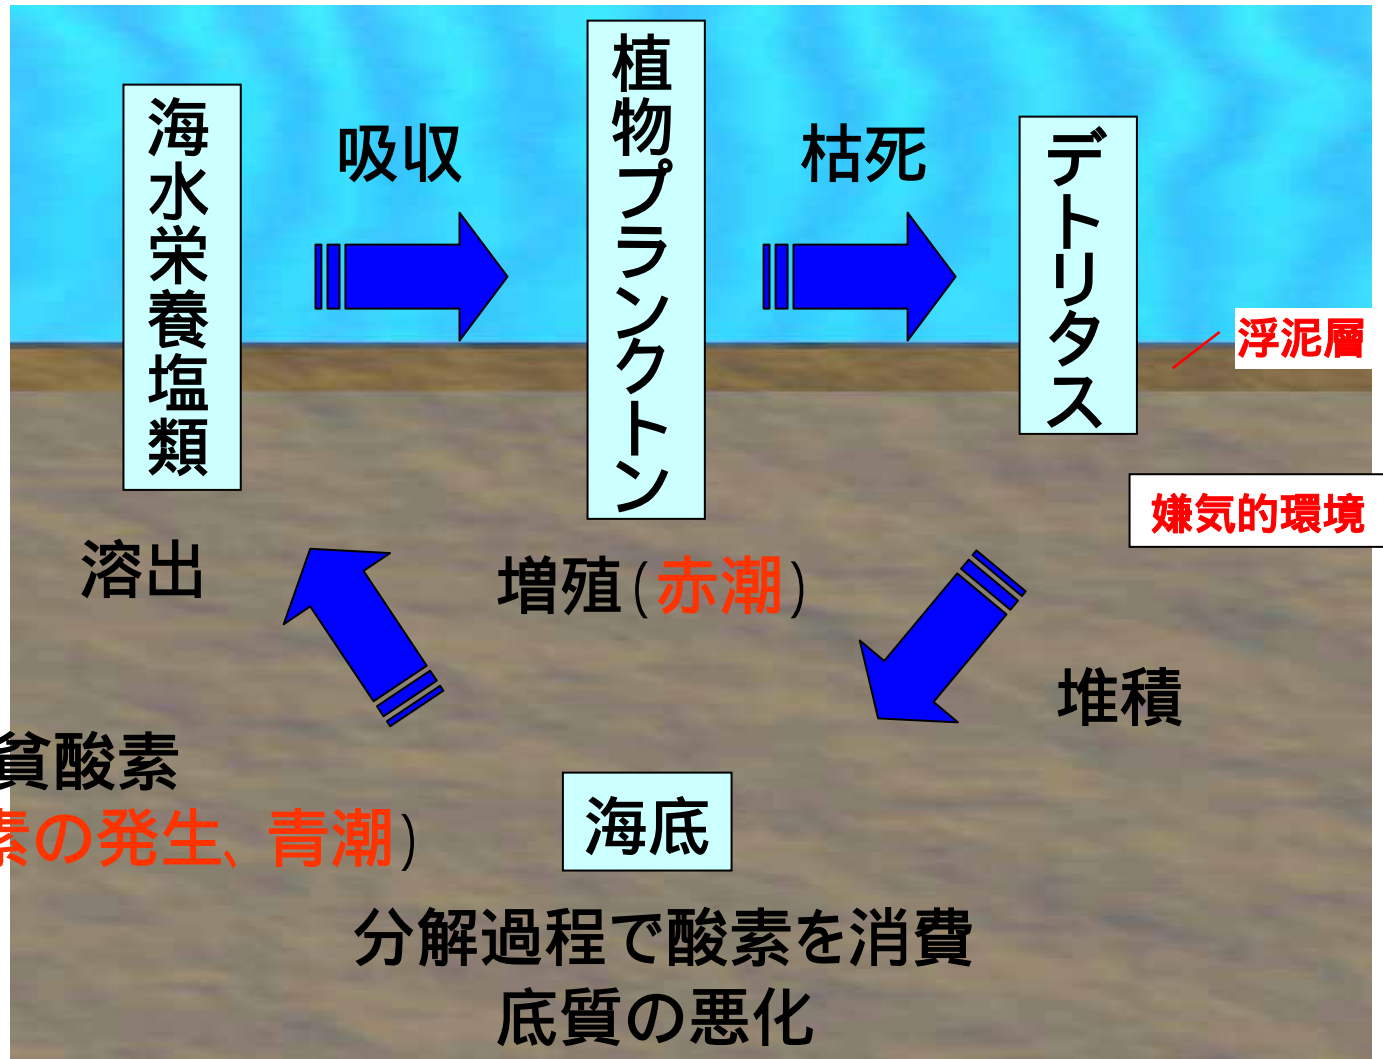 海水栄養塩類
吸収
植物プランクトン
枯死
デトリタス
浮泥層
嫌気的環境
溶出
増殖(赤潮)
堆積
貧酸素
素の発生、青潮)
海底
分解過程で酸素を消費
底質の悪化